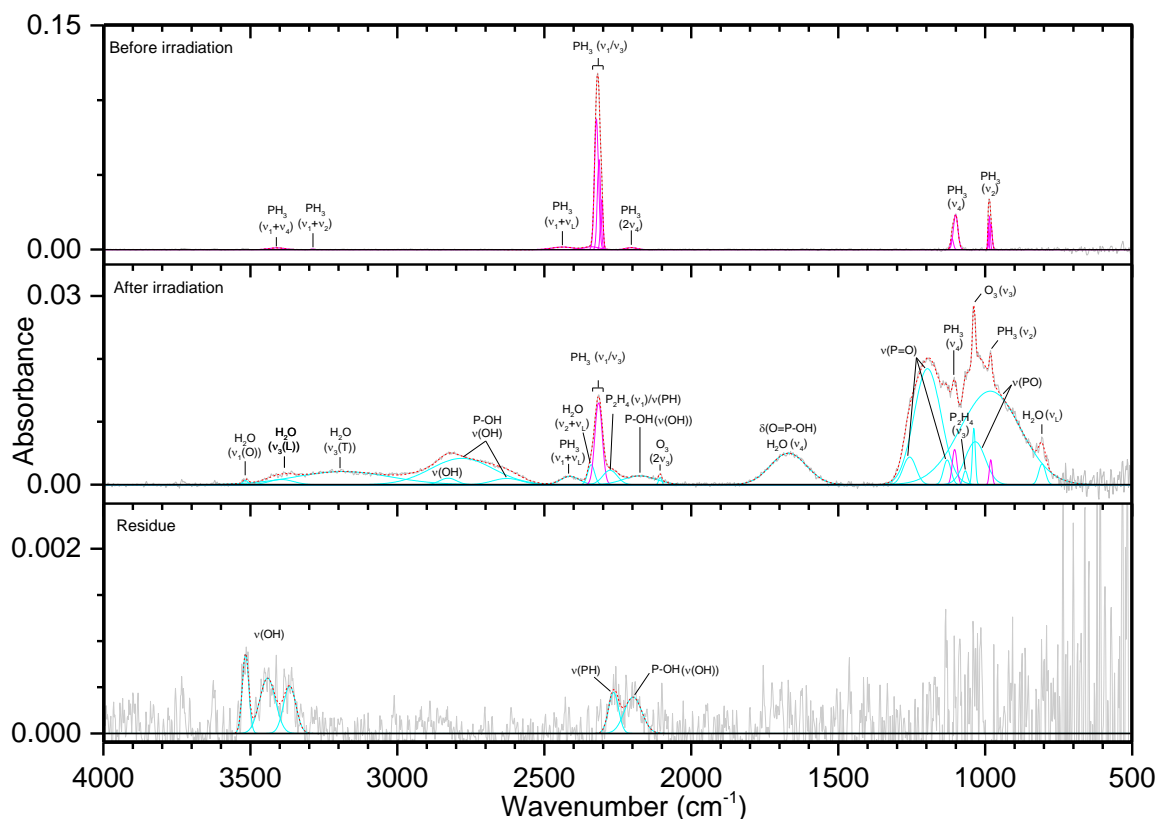 0.15
Before irradiation
PH3 (ν1/ν3)
PH3
(ν1+ν4)
PH3
(ν1+ν2)
PH3
(ν1+νL)
PH3
(2ν4)
PH3
(ν4)
PH3
(ν2)
0.00
After irradiation
0.03
O3 (ν3)
PH3
(ν4)
PH3 (ν2)
ν(P=O)
PH3 (ν1/ν3)
H2O
(ν1(O))
H2O
(ν3(L))
H2O
(ν3(T))
P-OH
ν(OH)
ν(OH)
H2O
(ν2+νL)
PH3
(ν1+νL)
P2H4 (ν1)/ν(PH)
P-OH (ν(OH))
O3
(2ν3)
δ(O=P-OH)
H2O (ν4)
P2H4
(ν3)
ν(PO)
H2O (νL)
0.00
Absorbance
Residue
0.002
ν(OH)
ν(PH)
P-OH (ν(OH))
0.000
4000 3500 3000 2500 2000 1500 1000 500
Wavenumber (cm-1)